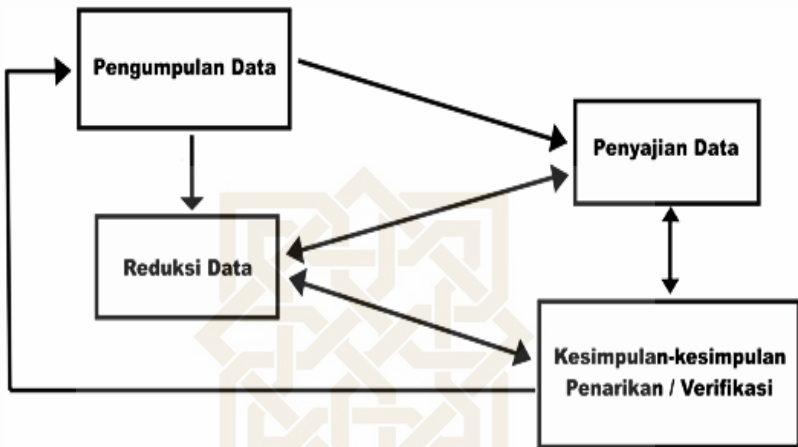 Pengumpulan Data
Penyajian Data
Reduksi Data
Kesimpulan-kesimpulan
Penarikan / Verifikasi